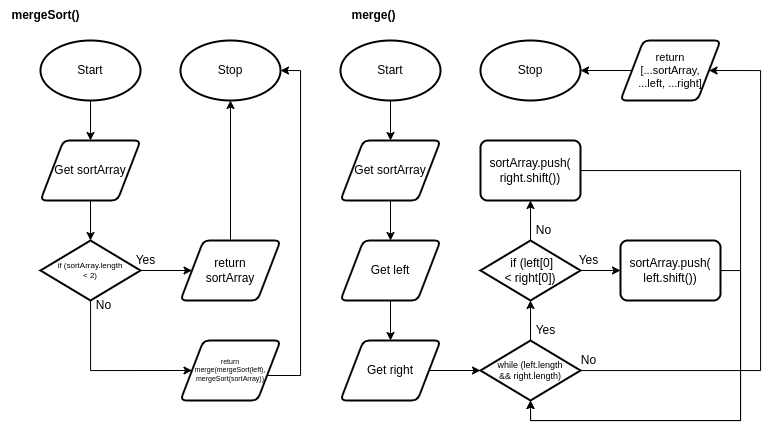 mergeSort()
Start
Stop
Get sortArray
if (sortArray.length
< 2)
Yes
No
return
sortArray
return
merge(mergeSort(left),
mergeSort(sortArray))
merge()
Start
Stop
return
[...sortArray,
...left, ...right]
Get sortArray
sortArray.push(
right.shift())
No
Get left
if (left[0]
< right[0])
Yes
sortArray.push(
left.shift())
Yes
Get right
while (left.length
&& right.length)
No